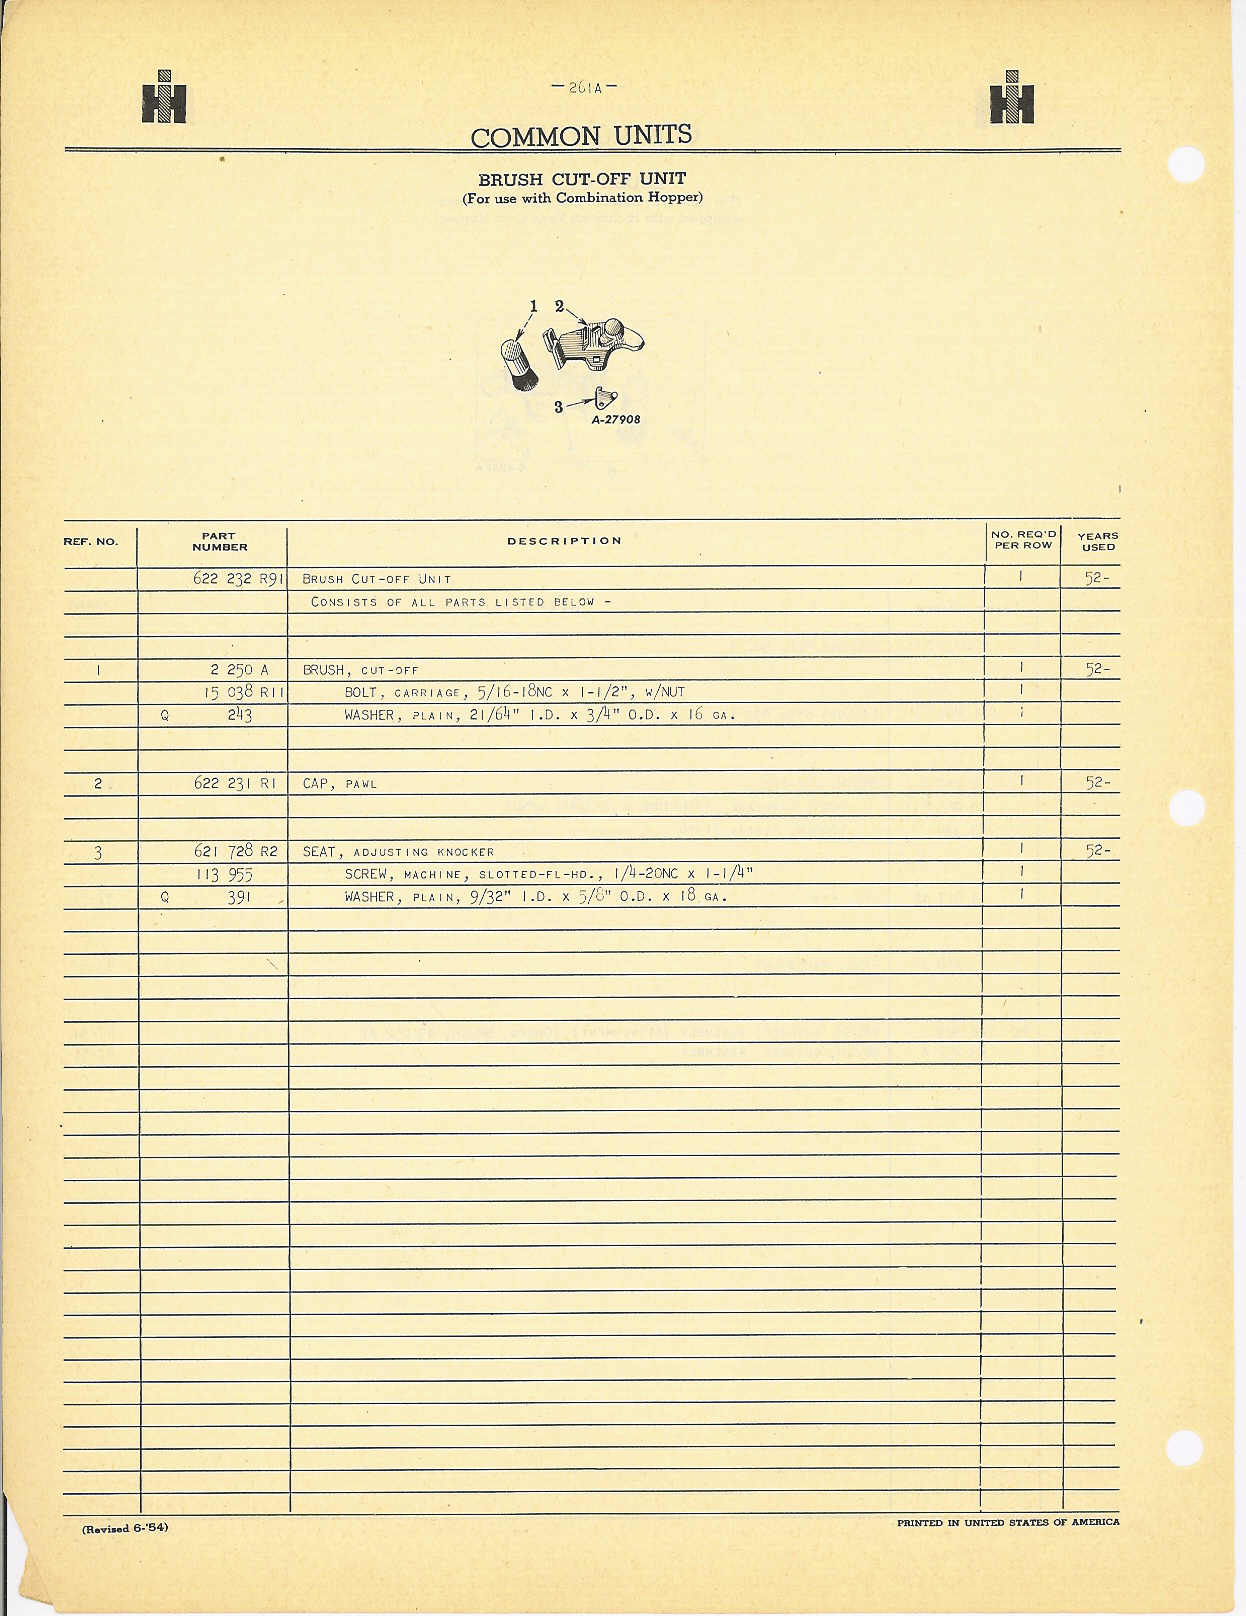 —261A—
COMMON UNITS
BRUSH CUT-OFF UNIT
(For use with Combination Hopper)
1 2
3
A-27908
REF. NO. PART NUMBER DESCRIPTION NO. REQ'D PER ROW YEARS USED
622 232 R91 BRUSH CUT-OFF UNIT 1 52-
CONSISTS OF ALL PARTS LISTED BELOW -
1 2 250 A BRUSH, CUT-OFF 1 52-
15 038 R11 BOLT, CARRIAGE, 5/16-18NC x 1-1/2", W/NUT 1
Q 243 WASHER, PLAIN, 21/64" I.D. x 3/4" O.D. x 16 GA. 1
2 622 231 R1 CAP, PAWL 1 52-
3 621 728 R2 SEAT, ADJUSTING KNOCKER 1 52-
113 955 SCREW, MACHINE, SLOTTED-FL-HD., 1/4-20NC x 1-1/4" 1
Q 391 WASHER, PLAIN, 9/32" I.D. x 5/8" O.D. x 18 GA. 1
(Revised 6-'54) PRINTED IN UNITED STATES OF AMERICA